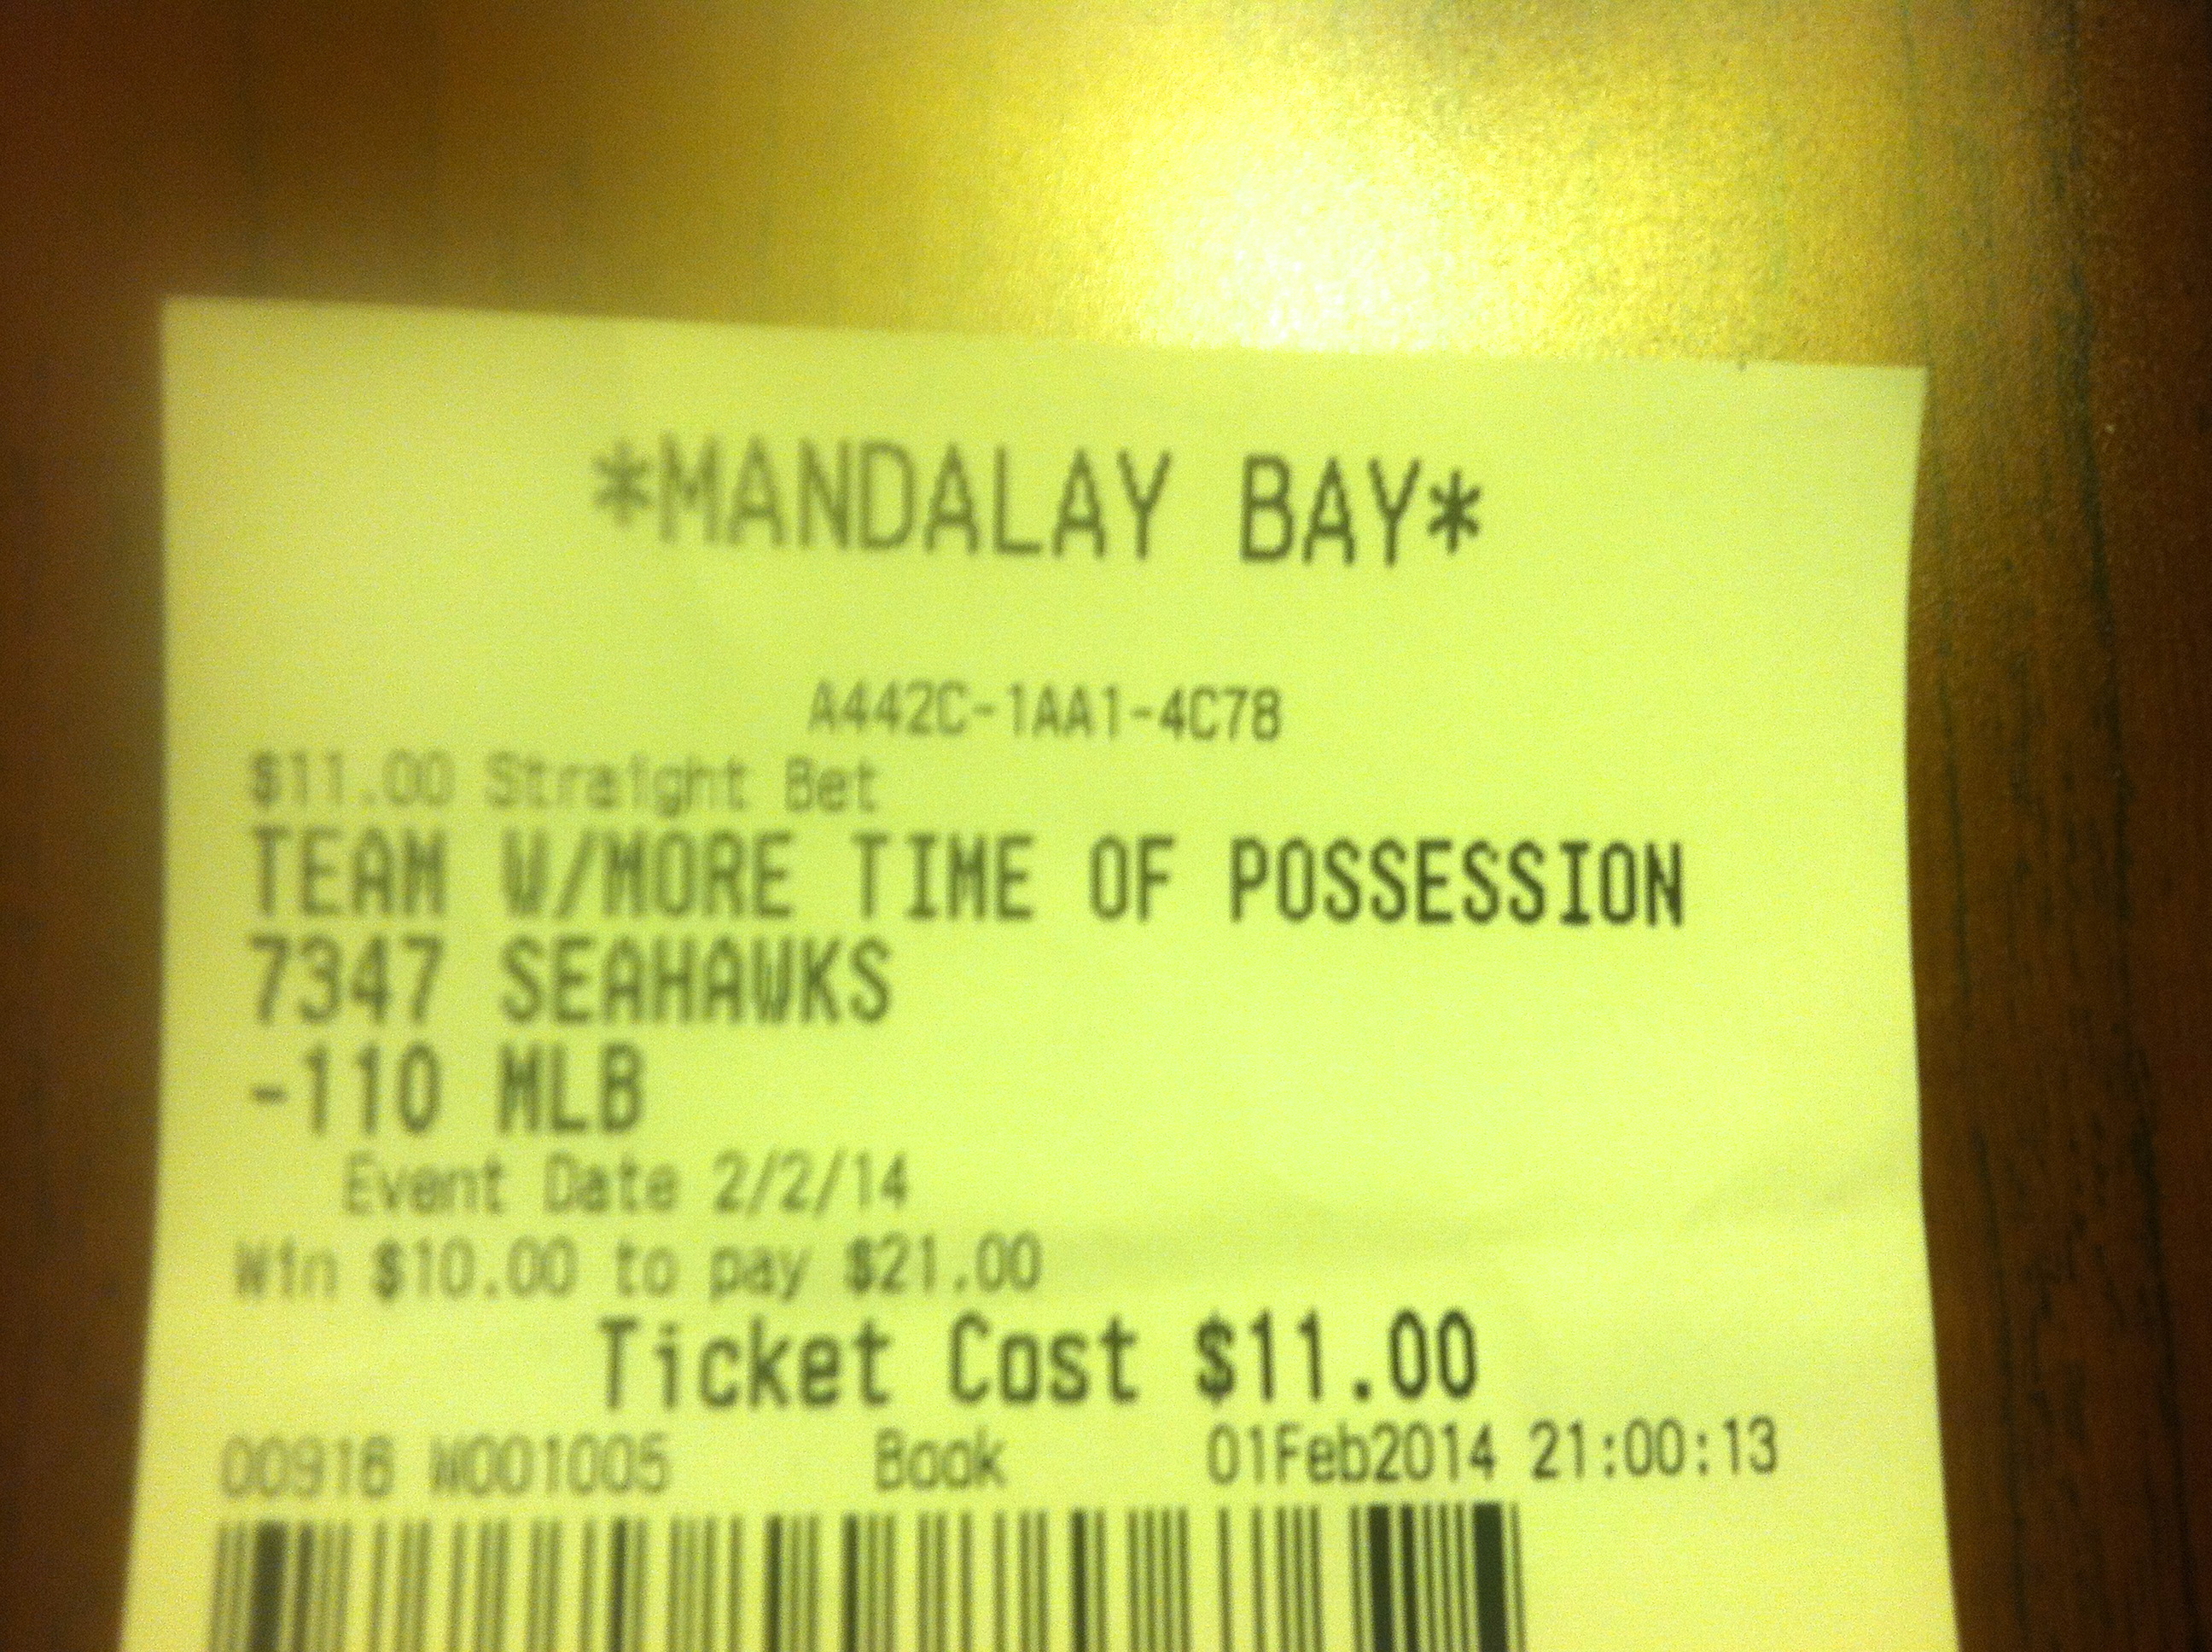 *MANDALAY BAY*
A442C-1AA1-4C78
$11.00 Straight Bet
TEAM W/MORE TIME OF POSSESSION
7347 SEAHAWKS
-110 MLB
Event Date 2/2/14
Win $10.00 to pay $21.00
Ticket Cost $11.00
00916 W001005 Book 01Feb2014 21:00:13